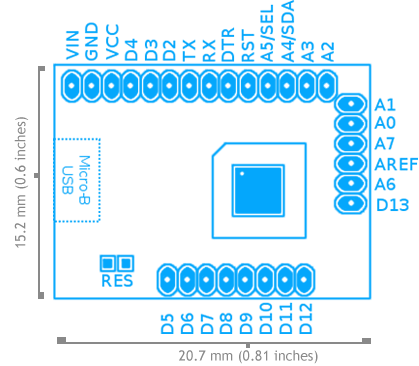 VIN
GND
VCC
D4
D3
D2
TX
RX
DTR
RST
A5/SEL
A4/SDA
A3
A2
A1
A0
A7
AREF
A6
D13
Micro-B
USB
15.2 mm (0.6 inches)
RES
D5
D6
D7
D8
D9
D10
D11
D12
20.7 mm (0.81 inches)